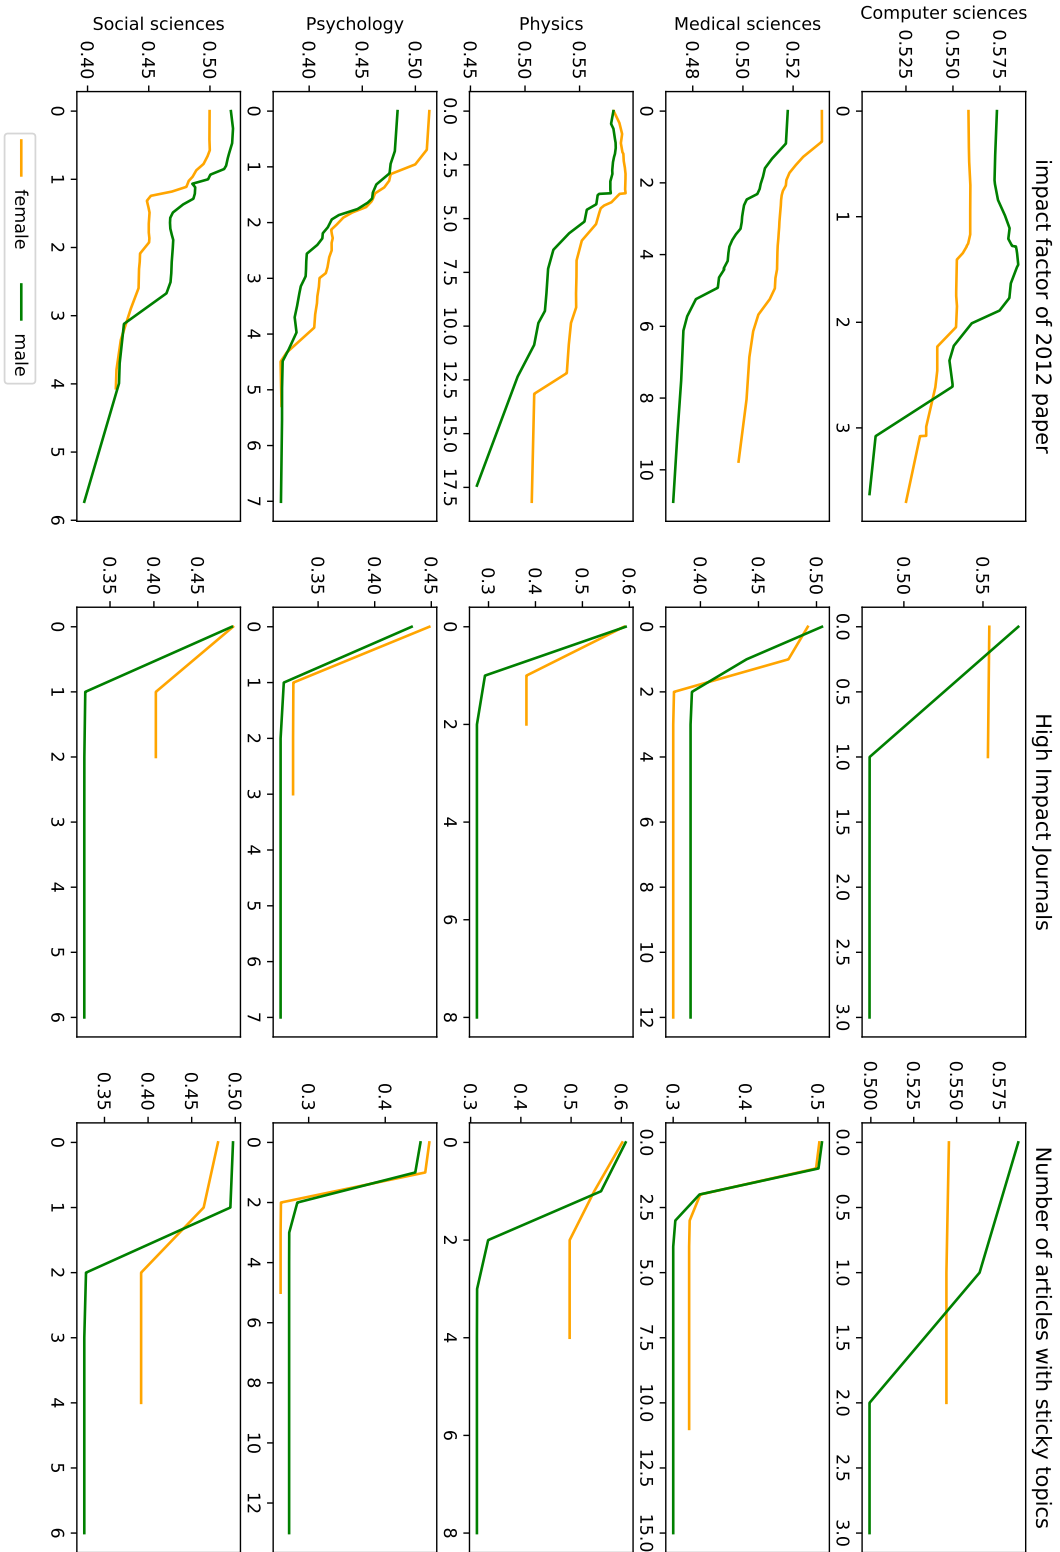 impact factor of 2012 paper
High Impact Journals
Number of articles with sticky topics
Computer sciences
0.575
0.550
0.525
0 1 2 3
0.55
0.50
0.0 0.5 1.0 1.5 2.0 2.5 3.0
0.575
0.550
0.525
0.500
0.0 0.5 1.0 1.5 2.0 2.5 3.0
Medical sciences
0.52
0.50
0.48
0 2 4 6 8 10
0.50
0.45
0.40
0 2 4 6 8 10 12
0.5
0.4
0.3
0.0 2.5 5.0 7.5 10.0 12.5 15.0
Physics
0.55
0.50
0.45
0.0 2.5 5.0 7.5 10.0 12.5 15.0 17.5
0.6
0.5
0.4
0.3
0 2 4 6 8
0.6
0.5
0.4
0.3
0 2 4 6 8
Psychology
0.50
0.45
0.40
0 1 2 3 4 5 6 7
0.45
0.40
0.35
0 1 2 3 4 5 6 7
0.4
0.3
0 2 4 6 8 10 12
Social sciences
0.50
0.45
0.40
0 1 2 3 4 5 6
0.45
0.40
0.35
0 1 2 3 4 5 6
0.50
0.45
0.40
0.35
0 1 2 3 4 5 6
female male